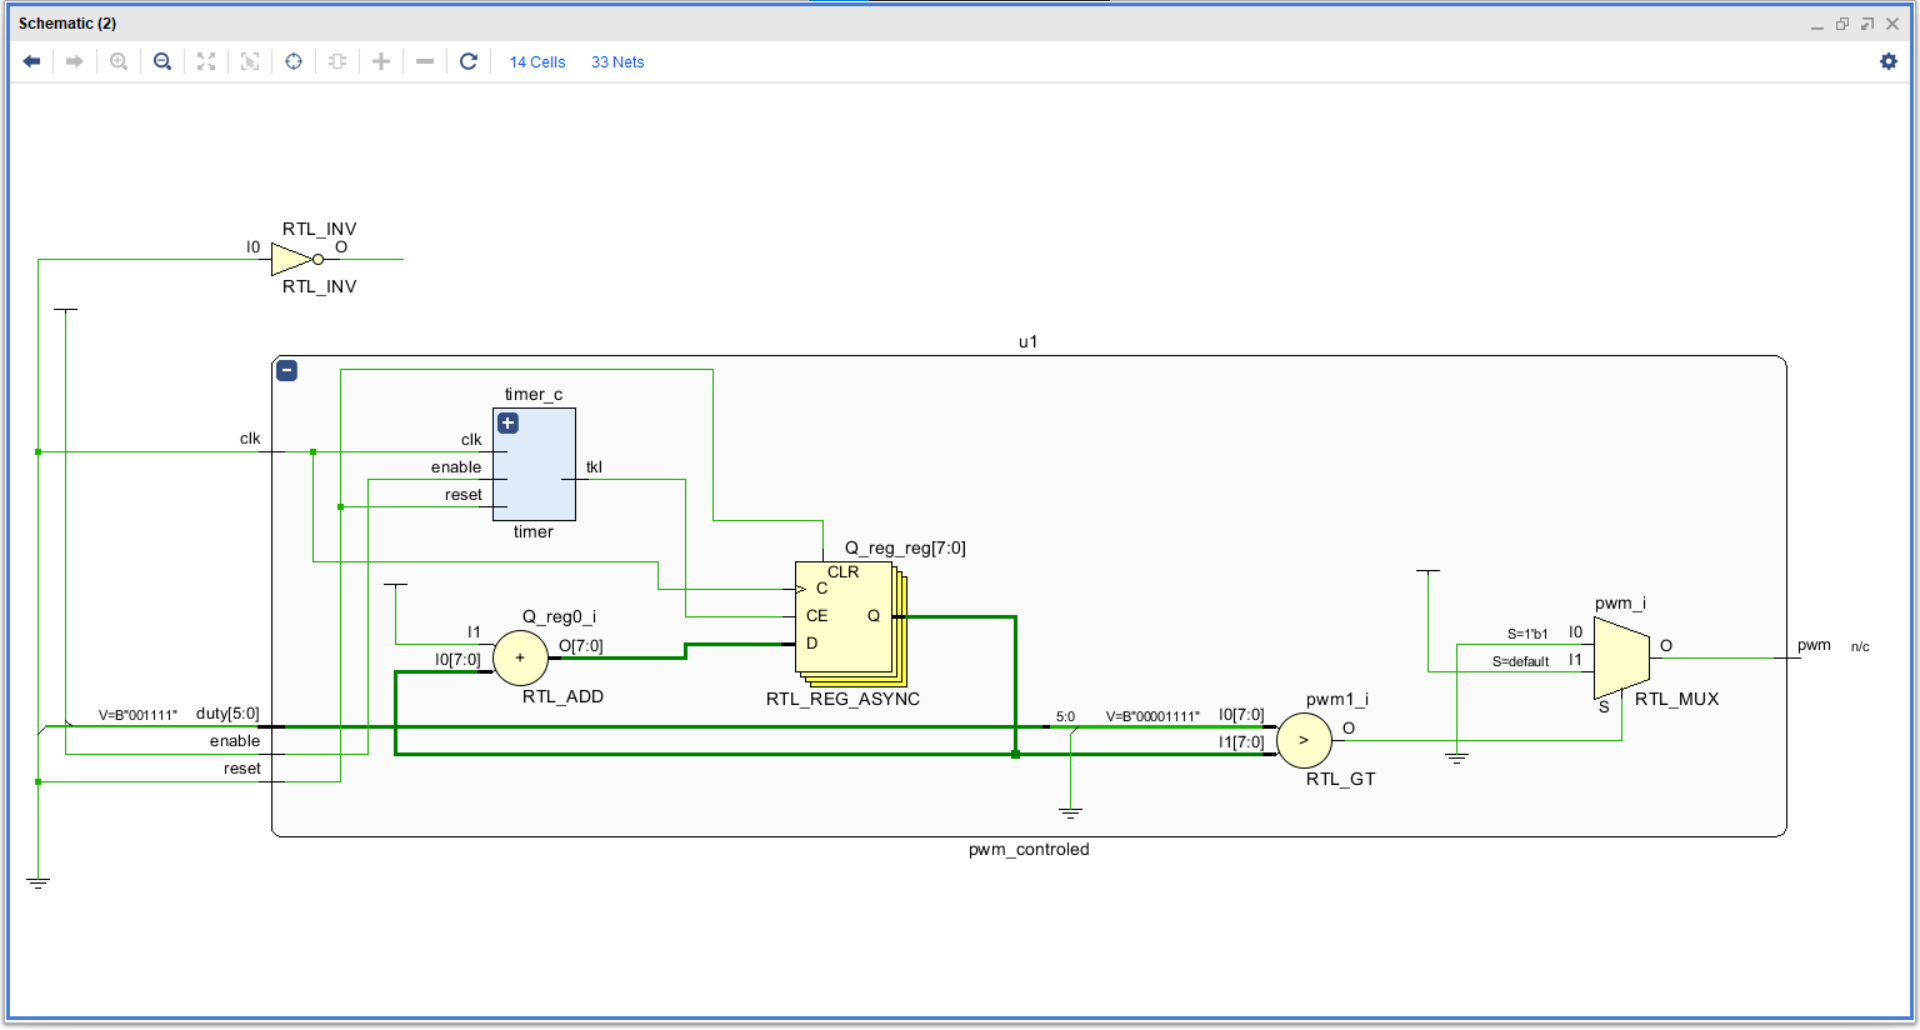 Schematic (2)
14 Cells 33 Nets
RTL_INV
I0 O
RTL_INV
u1
timer_c
clk clk
enable tkl
reset
timer
Q_reg_reg[7:0]
CLR
C
CE Q
D
RTL_REG_ASYNC
Q_reg0_i
I1
I0[7:0] + O[7:0]
RTL_ADD
pwm_i
S=1'b1 I0
S=default I1
O
S
RTL_MUX
pwm n/c
V=B"001111" duty[5:0]
enable
reset
5:0 V=B"00001111" I0[7:0]
I1[7:0]
pwm1_i
> O
RTL_GT
pwm_controled